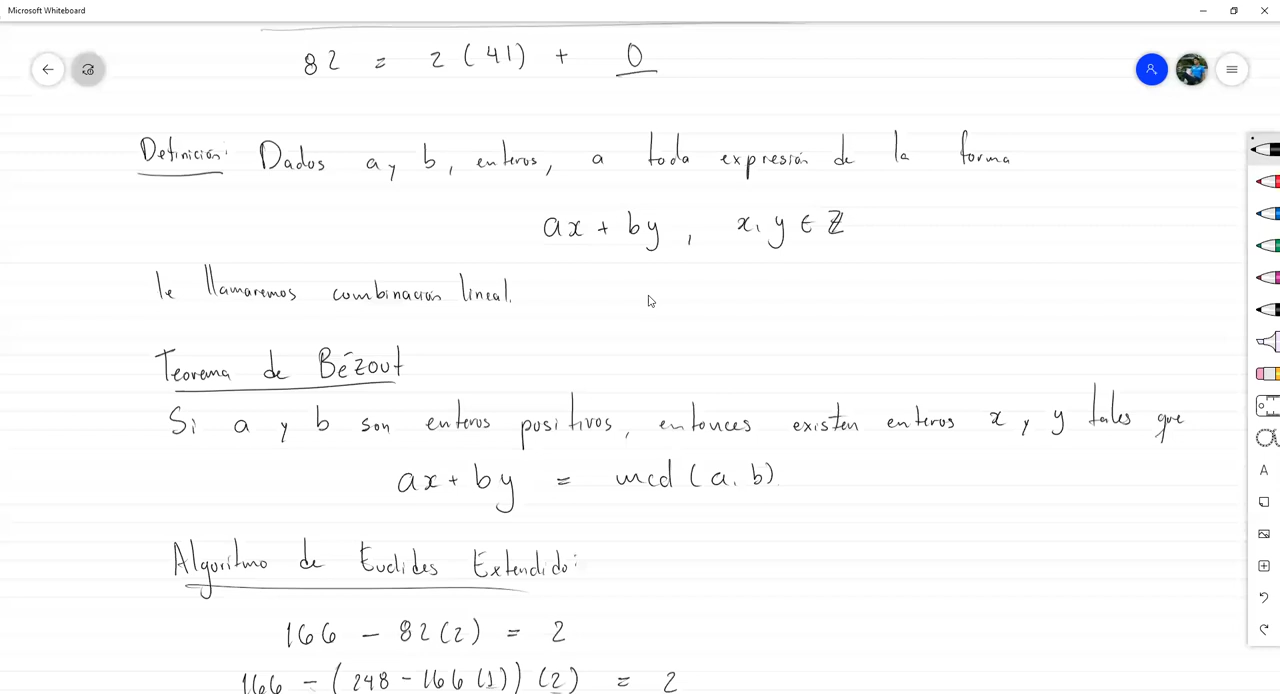 Microsoft Whiteboard
82 = 2 (41) + 0
Definición: Dados a y b, enteros, a toda expresión de la forma
ax + by, x, y ∈ ℤ
le llamaremos combinación lineal.
Teorema de Bézout
Si a y b son enteros positivos, entonces existen enteros x, y y tales que
ax + by = mcd (a, b)
Algoritmo de Euclides Extendido:
166 - 82 (2) = 2
166 - (248 - 166 (1)) (2) = 2
A